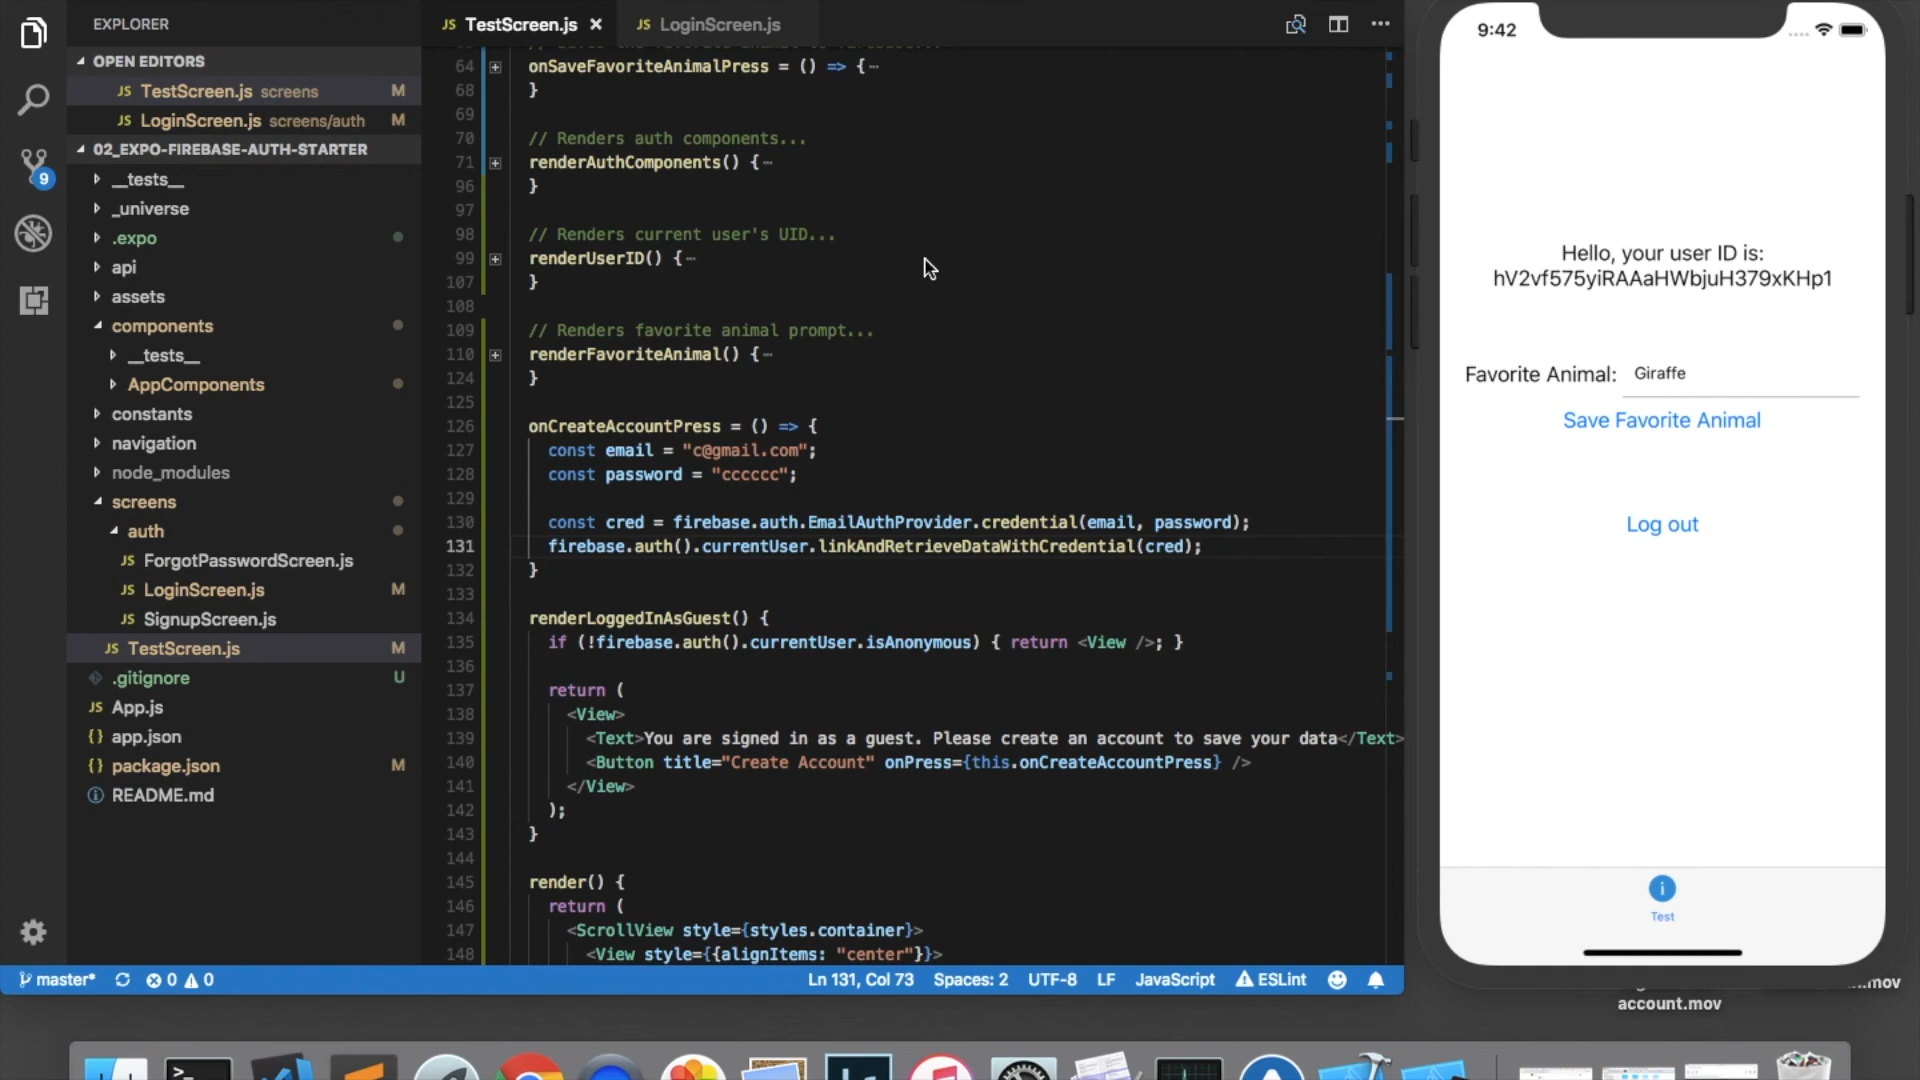 EXPLORER
OPEN EDITORS
JS TestScreen.js screens M
JS LoginScreen.js screens/auth M
02_EXPO-FIREBASE-AUTH-STARTER
9
__tests__
_universe
.expo
api
assets
components
__tests__
AppComponents
constants
navigation
node_modules
screens
auth
JS ForgotPasswordScreen.js
JS LoginScreen.js M
JS SignupScreen.js
JS TestScreen.js M
.gitignore U
JS App.js
{} app.json
{} package.json M
README.md
JS TestScreen.js × JS LoginScreen.js
64 onSaveFavoriteAnimalPress = () => {
68 }
69
70 // Renders auth components...
71 renderAuthComponents() {
96 }
97
98 // Renders current user's UID...
99 renderUserID() {
107 }
108
109 // Renders favorite animal prompt...
110 renderFavoriteAnimal() {
124 }
125
126 onCreateAccountPress = () => {
127 const email = "c@gmail.com";
128 const password = "cccccc";
129
130 const cred = firebase.auth.EmailAuthProvider.credential(email, password);
131 firebase.auth().currentUser.linkAndRetrieveDataWithCredential(cred);
132 }
133
134 renderLoggedInAsGuest() {
135 if (!firebase.auth().currentUser.isAnonymous) { return <View />; }
136
137 return (
138 <View>
139 <Text>You are signed in as a guest. Please create an account to save your data</Text>
140 <Button title="Create Account" onPress={this.onCreateAccountPress} />
141 </View>
142 );
143 }
144
145 render() {
146 return (
147 <ScrollView style={styles.container}>
148 <View style={{alignItems: "center"}}>
master* 0 0 Ln 131, Col 73 Spaces: 2 UTF-8 LF JavaScript ESLint
9:42
Hello, your user ID is:
hV2vf575yiRAAaHWbjuH379xKHp1
Favorite Animal: Giraffe
Save Favorite Animal
Log out
i
Test
.mov
account.mov